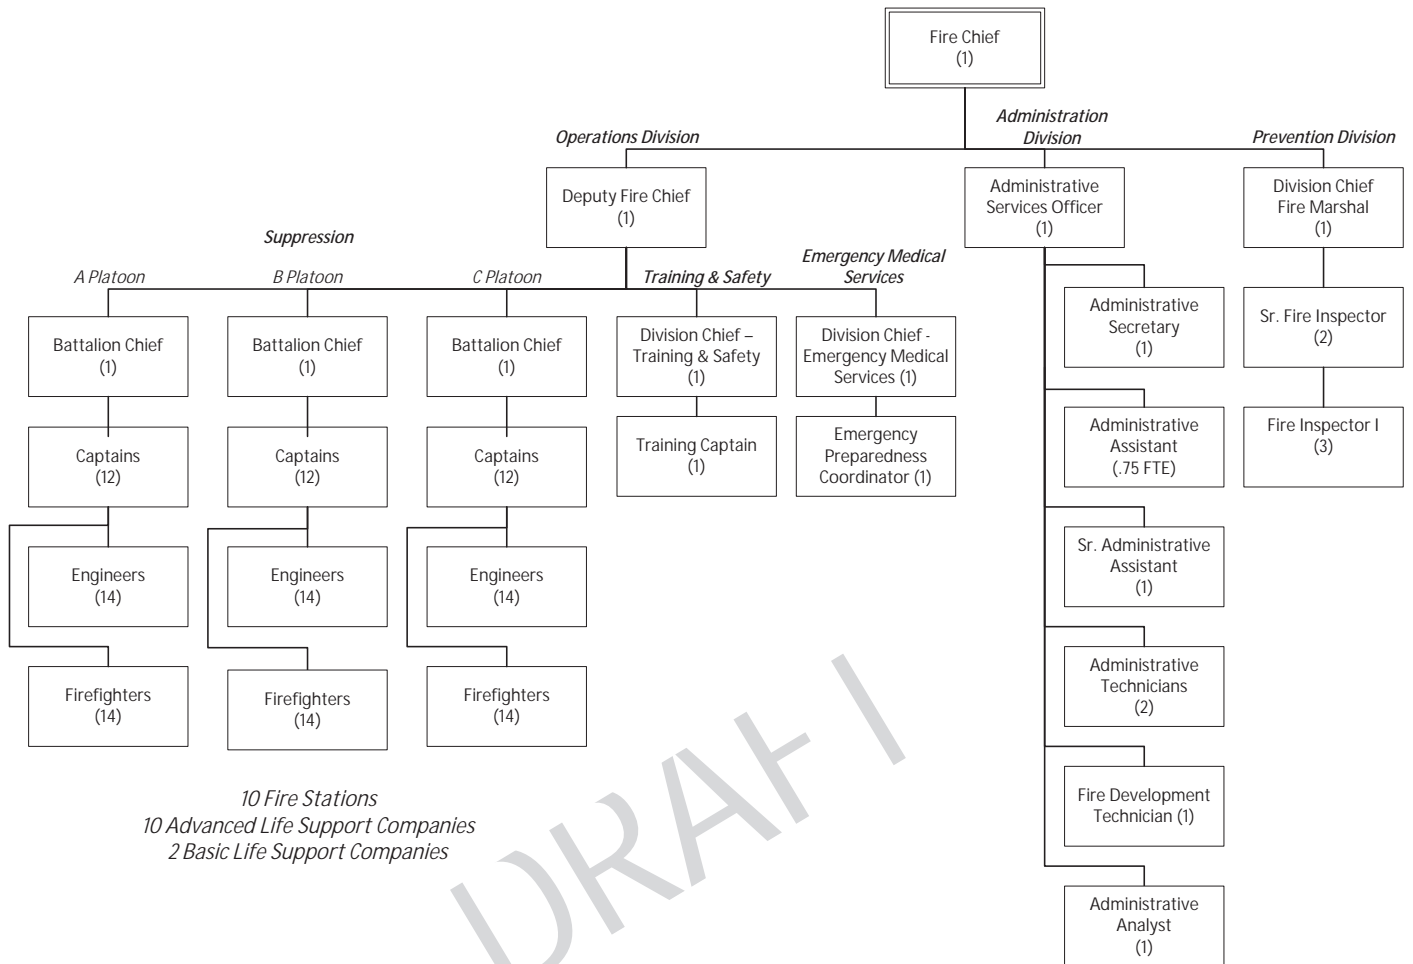 Fire Chief
(1)
Operations Division
Administration
Division
Prevention Division
Deputy Fire Chief
(1)
Administrative
Services Officer
(1)
Division Chief
Fire Marshal
(1)
Suppression
A Platoon
B Platoon
C Platoon
Training & Safety
Emergency Medical
Services
Battalion Chief
(1)
Battalion Chief
(1)
Battalion Chief
(1)
Division Chief –
Training & Safety
(1)
Division Chief -
Emergency Medical
Services (1)
Captains
(12)
Captains
(12)
Captains
(12)
Training Captain
(1)
Emergency
Preparedness
Coordinator (1)
Engineers
(14)
Engineers
(14)
Engineers
(14)
Firefighters
(14)
Firefighters
(14)
Firefighters
(14)
10 Fire Stations
10 Advanced Life Support Companies
2 Basic Life Support Companies
Administrative
Secretary
(1)
Administrative
Assistant
(.75 FTE)
Sr. Administrative
Assistant
(1)
Administrative
Technicians
(2)
Fire Development
Technician (1)
Administrative
Analyst
(1)
Sr. Fire Inspector
(2)
Fire Inspector I
(3)
DRAFT